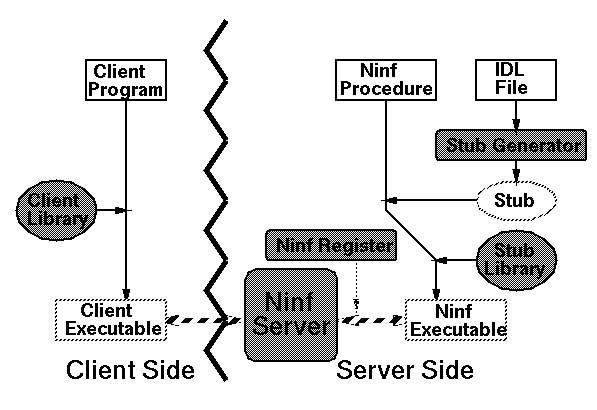 Client
Program
Ninf
Procedure
IDL
File
Stub Generator
Client
Library
Stub
Ninf Register
Stub
Library
Client
Executable
Ninf
Server
Ninf
Executable
Client Side
Server Side